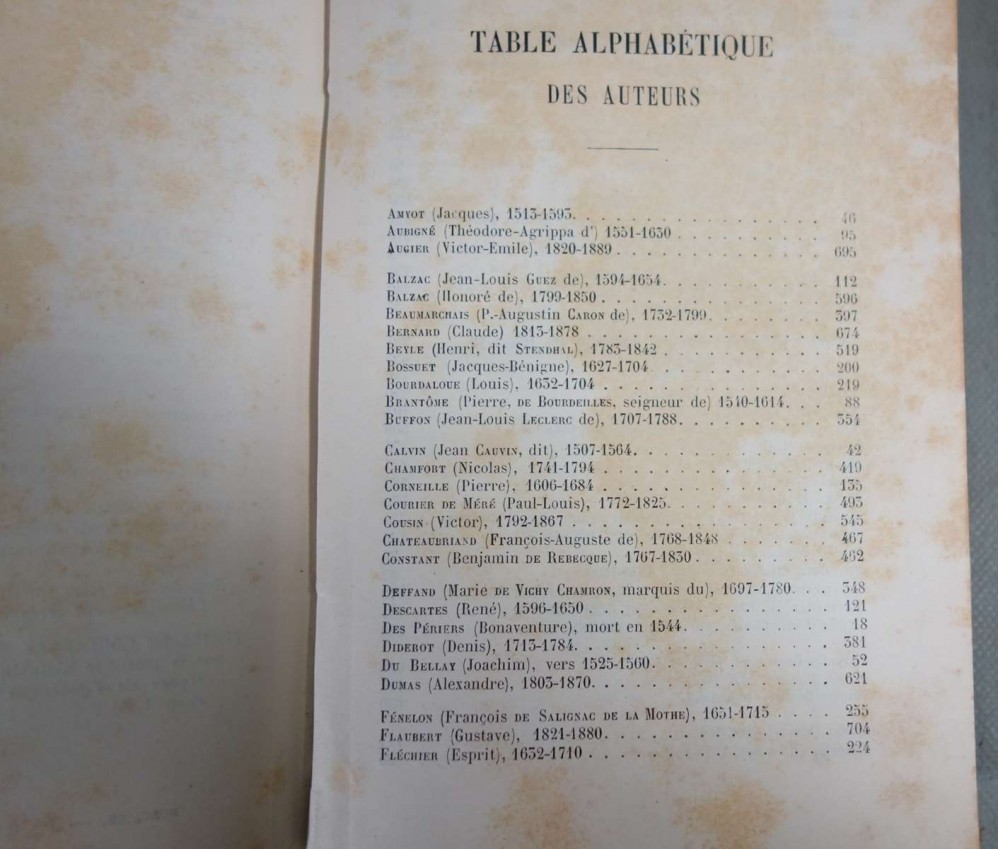 TABLE ALPHABÉTIQUE
DES AUTEURS
AMYOT (Jacques), 1513-1593. . . . . . . . . . . . . . . 46
AUBIGNÉ (Théodore-Agrippa d') 1551-1630 . . . . . . . . . 95
AUGIER (Victor-Emile), 1820-1889 . . . . . . . . . . . . 695
BALZAC (Jean-Louis GUEZ de), 1594-1654. . . . . . . . . . 112
BALZAC (Honoré de), 1799-1850 . . . . . . . . . . . . . 596
BEAUMARCHAIS (P.-Augustin CARON de), 1732-1799. . . . . . . 397
BERNARD (Claude) 1813-1878 . . . . . . . . . . . . . . 674
BEYLE (Henri, dit STENDHAL), 1783-1842 . . . . . . . . . . 519
BOSSUET (Jacques-Bénigne), 1627-1704 . . . . . . . . . . 200
BOURDALOUE (Louis), 1632-1704 . . . . . . . . . . . . . 219
BRANTÔME (Pierre, DE BOURDEILLES, seigneur de) 1540-1614. . . 88
BUFFON (Jean-Louis LECLERC de), 1707-1788. . . . . . . . . 354
CALVIN (Jean CAUVIN, dit), 1507-1564. . . . . . . . . . . 42
CHAMFORT (Nicolas), 1741-1794 . . . . . . . . . . . . . 419
CORNEILLE (Pierre), 1606-1684 . . . . . . . . . . . . . 135
COURIER DE MÉRÉ (Paul-Louis), 1772-1825. . . . . . . . . . 493
COUSIN (Victor), 1792-1867 . . . . . . . . . . . . . . 545
CHATEAUBRIAND (François-Auguste de), 1768-1848 . . . . . . . 467
CONSTANT (Benjamin DE REBECQUE), 1767-1830 . . . . . . . . . 462
DEFFAND (Marie DE VICHY CHAMRON, marquis du), 1697-1780. . . 348
DESCARTES (René), 1596-1650 . . . . . . . . . . . . . . 121
DES PÉRIERS (Bonaventure), mort en 1544. . . . . . . . . . 18
DIDEROT (Denis), 1713-1784. . . . . . . . . . . . . . . 381
DU BELLAY (Joachim), vers 1525-1560. . . . . . . . . . . 52
DUMAS (Alexandre), 1803-1870. . . . . . . . . . . . . . 621
FÉNELON (François DE SALIGNAC DE LA MOTHE), 1651-1715 . . . . 255
FLAUBERT (Gustave), 1821-1880. . . . . . . . . . . . . . 704
FLÉCHIER (Esprit), 1632-1710 . . . . . . . . . . . . . . 224